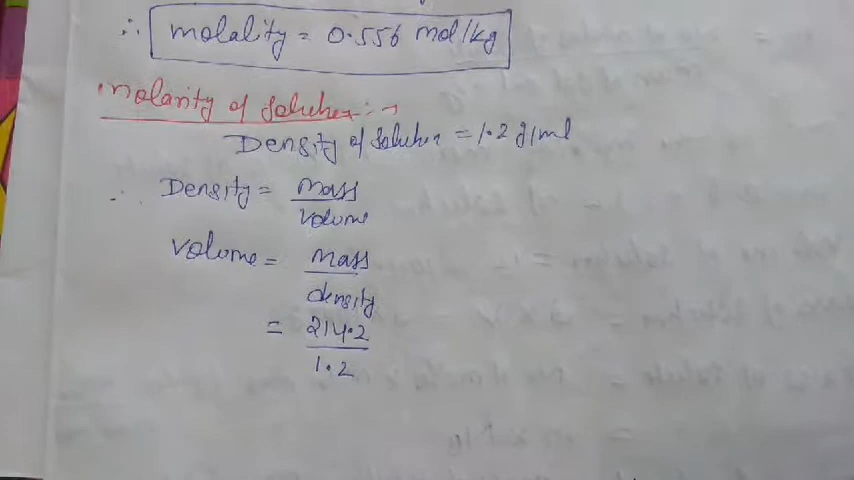 ∴ molality = 0.556 mol/kg
Molarity of solution :→
Density of solution = 1.2 g/ml
∴ Density = mass / volume
volume = mass / density
= 214.2 / 1.2